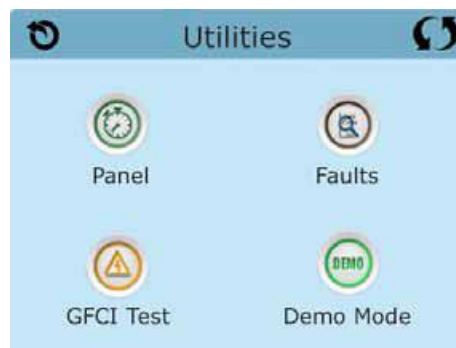 Utilities
Panel
Faults
DEMO
GFCI Test
Demo Mode